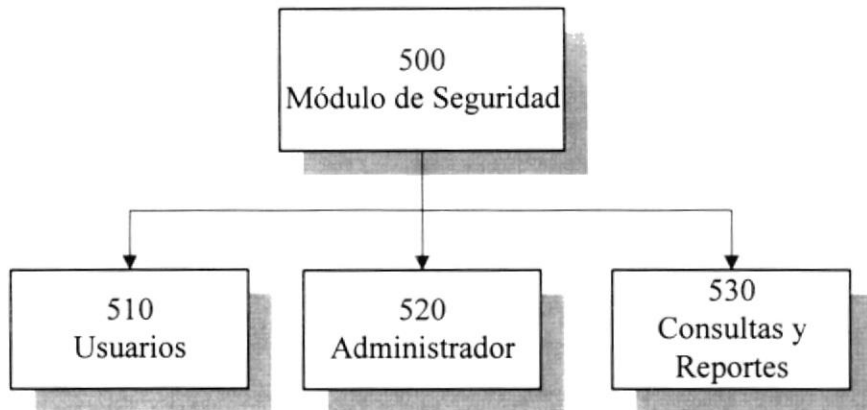 500
Módulo de Seguridad
510
Usuarios
520
Administrador
530
Consultas y
Reportes